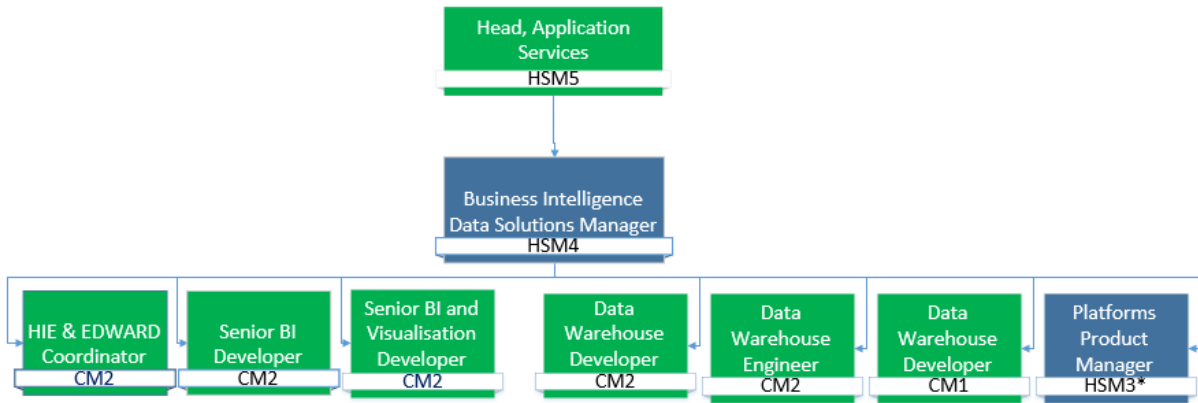 Head, Application
Services
HSM5
Business Intelligence
Data Solutions Manager
HSM4
HIE & EDWARD
Coordinator
CM2
Senior BI
Developer
CM2
Senior BI and
Visualisation
Developer
CM2
Data
Warehouse
Developer
CM2
Data
Warehouse
Engineer
CM2
Data
Warehouse
Developer
CM1
Platforms
Product
Manager
HSM3*